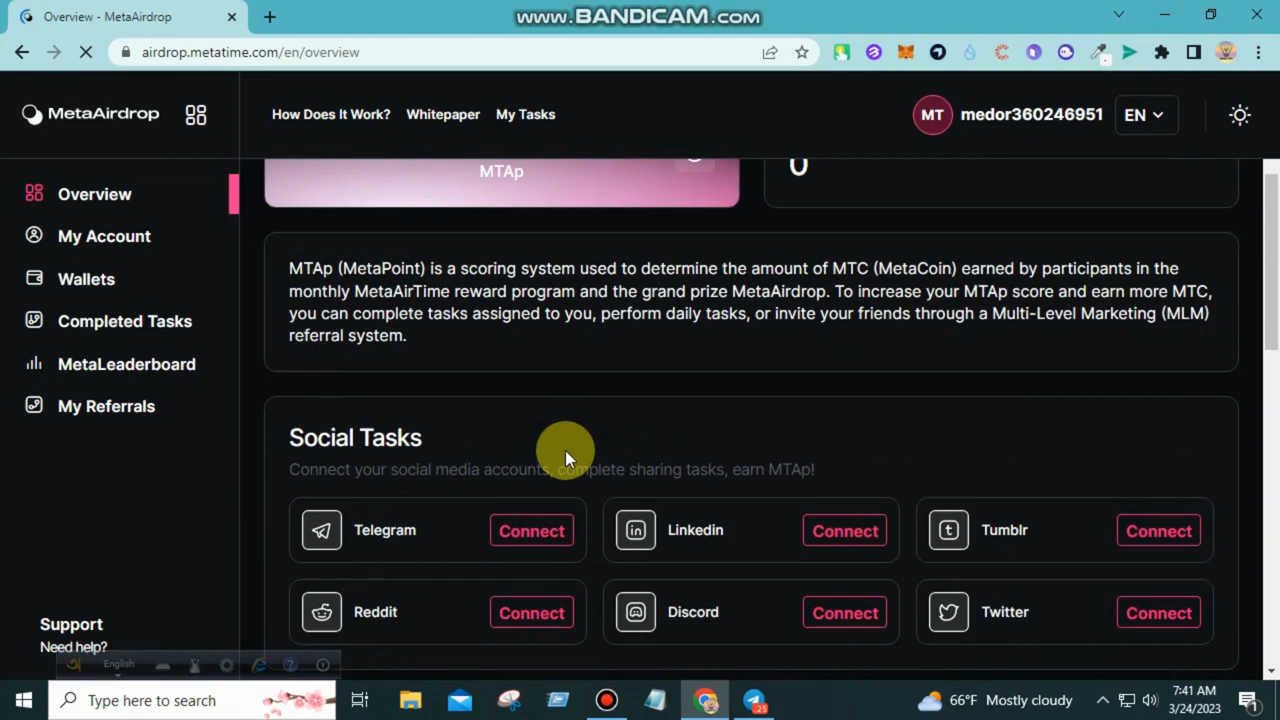 Overview - MetaAirdrop
www.BANDICAM.com
airdrop.metatime.com/en/overview
MetaAirdrop
How Does It Work?
Whitepaper
My Tasks
MT
medor360246951
EN
Overview
My Account
Wallets
Completed Tasks
MetaLeaderboard
My Referrals
MTAp
0
MTAp (MetaPoint) is a scoring system used to determine the amount of MTC (MetaCoin) earned by participants in the
monthly MetaAirTime reward program and the grand prize MetaAirdrop. To increase your MTAp score and earn more MTC,
you can complete tasks assigned to you, perform daily tasks, or invite your friends through a Multi-Level Marketing (MLM)
referral system.
Social Tasks
Connect your social media accounts, complete sharing tasks, earn MTAp!
Telegram
Connect
Linkedin
Connect
Tumblr
Connect
Reddit
Connect
Discord
Connect
Twitter
Connect
Support
Need help?
English
Type here to search
66°F Mostly cloudy
7:41 AM
3/24/2023